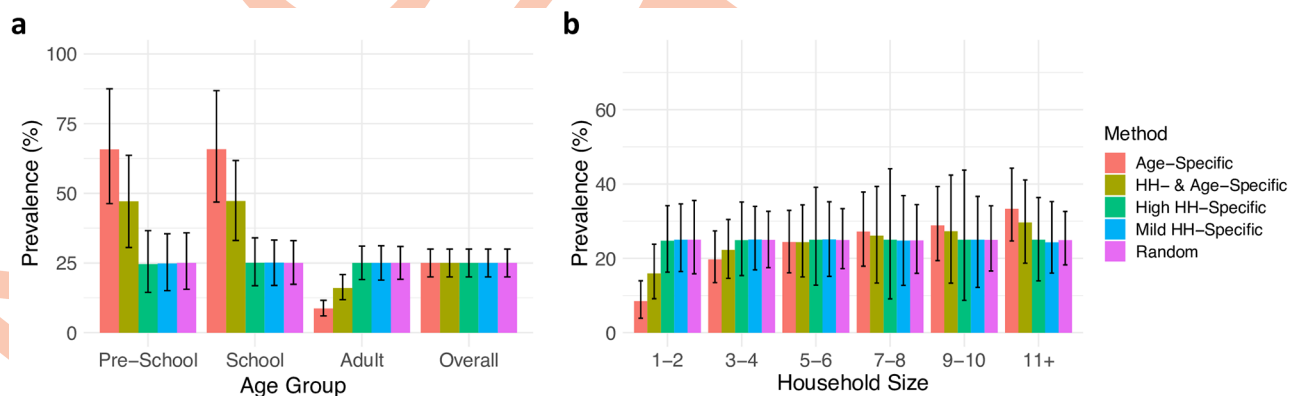 a
100
75
50
25
0
Prevalence (%)
Pre–School School Adult Overall
Age Group
b
60
40
20
0
Prevalence (%)
1–2 3–4 5–6 7–8 9–10 11+
Household Size
Method
Age–Specific
HH– & Age–Specific
High HH–Specific
Mild HH–Specific
Random